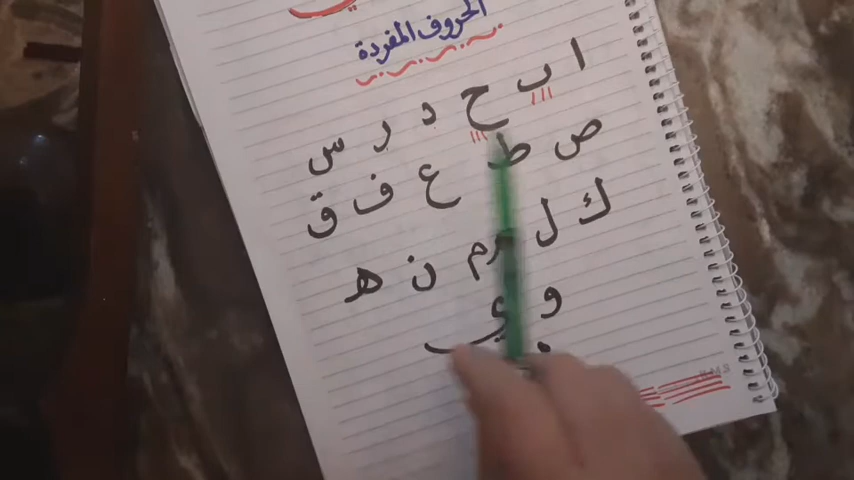 الحروف المفردة
ا ب ح د ر س
ص ط ع ف ق
ك ل م ن ه
و ي